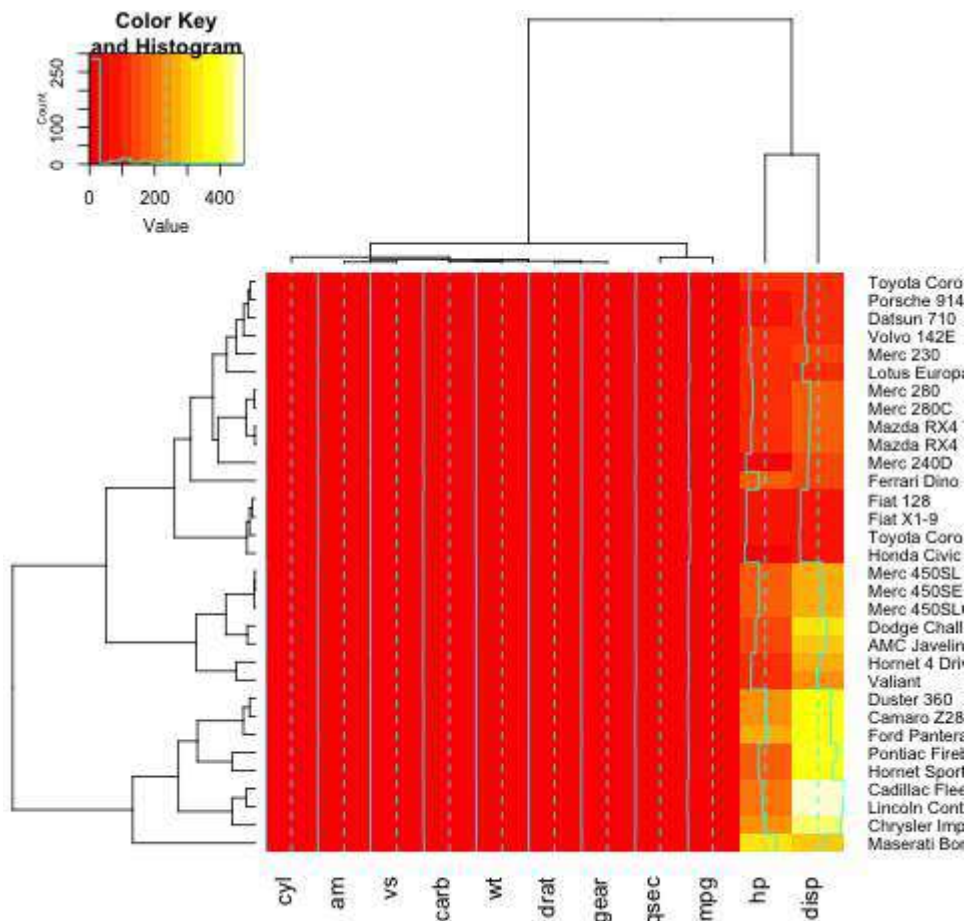 Color Key
and Histogram
Count
0 100 250
0 200 400
Value
Toyota Coro
Porsche 914
Datsun 710
Volvo 142E
Merc 230
Lotus Europa
Merc 280
Merc 280C
Mazda RX4
Mazda RX4
Merc 240D
Ferrari Dino
Fiat 128
Fiat X1-9
Toyota Coro
Honda Civic
Merc 450SL
Merc 450SE
Merc 450SL
Dodge Chall
AMC Javelin
Hornet 4 Driv
Valiant
Duster 360
Camaro Z28
Ford Pantera
Pontiac Fire
Hornet Sport
Cadillac Flee
Lincoln Cont
Chrysler Imp
Maserati Bor
cyl am vs carb wt drat gear qsec mpg hp disp